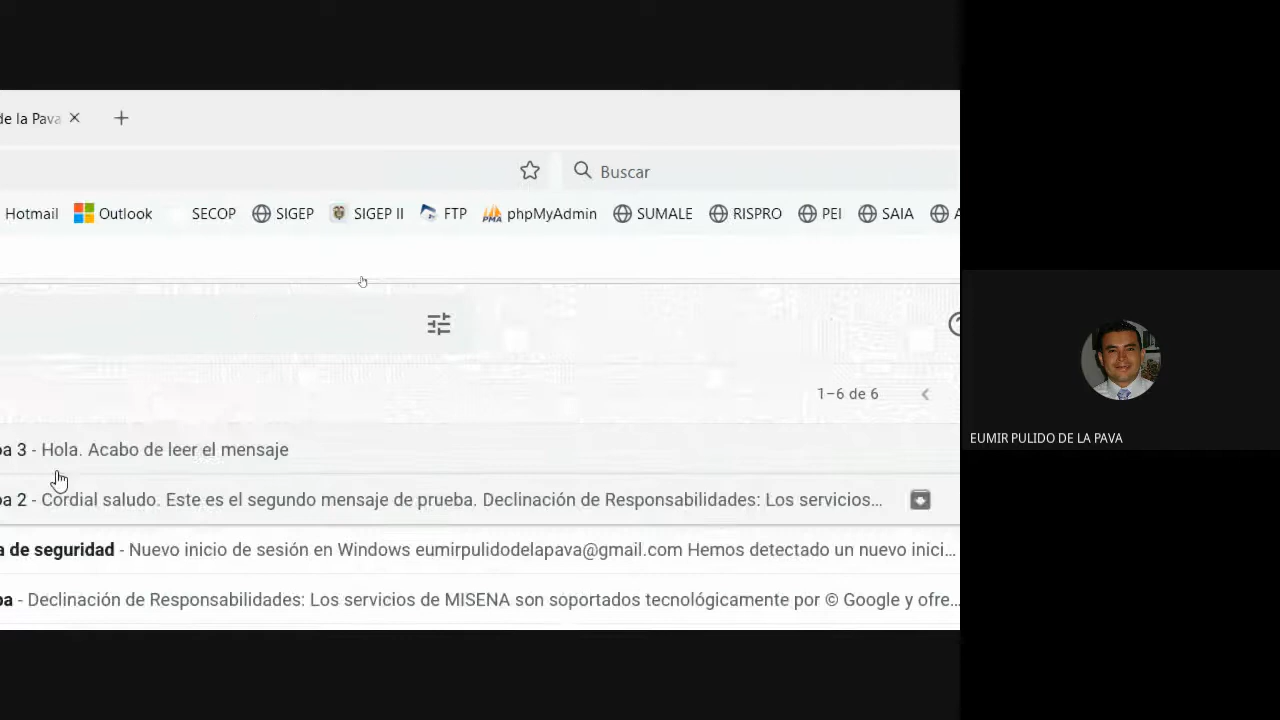 de la Pava
Buscar
Hotmail Outlook SECOP SIGEP SIGEP II FTP phpMyAdmin SUMALE RISPRO PEI SAIA A
1–6 de 6
ba 3 - Hola. Acabo de leer el mensaje
ba 2 - Cordial saludo. Este es el segundo mensaje de prueba. Declinación de Responsabilidades: Los servicios...
a de seguridad - Nuevo inicio de sesión en Windows eumirpulidodelapava@gmail.com Hemos detectado un nuevo inici...
ba - Declinación de Responsabilidades: Los servicios de MISENA son soportados tecnológicamente por © Google y ofre...
EUMIR PULIDO DE LA PAVA